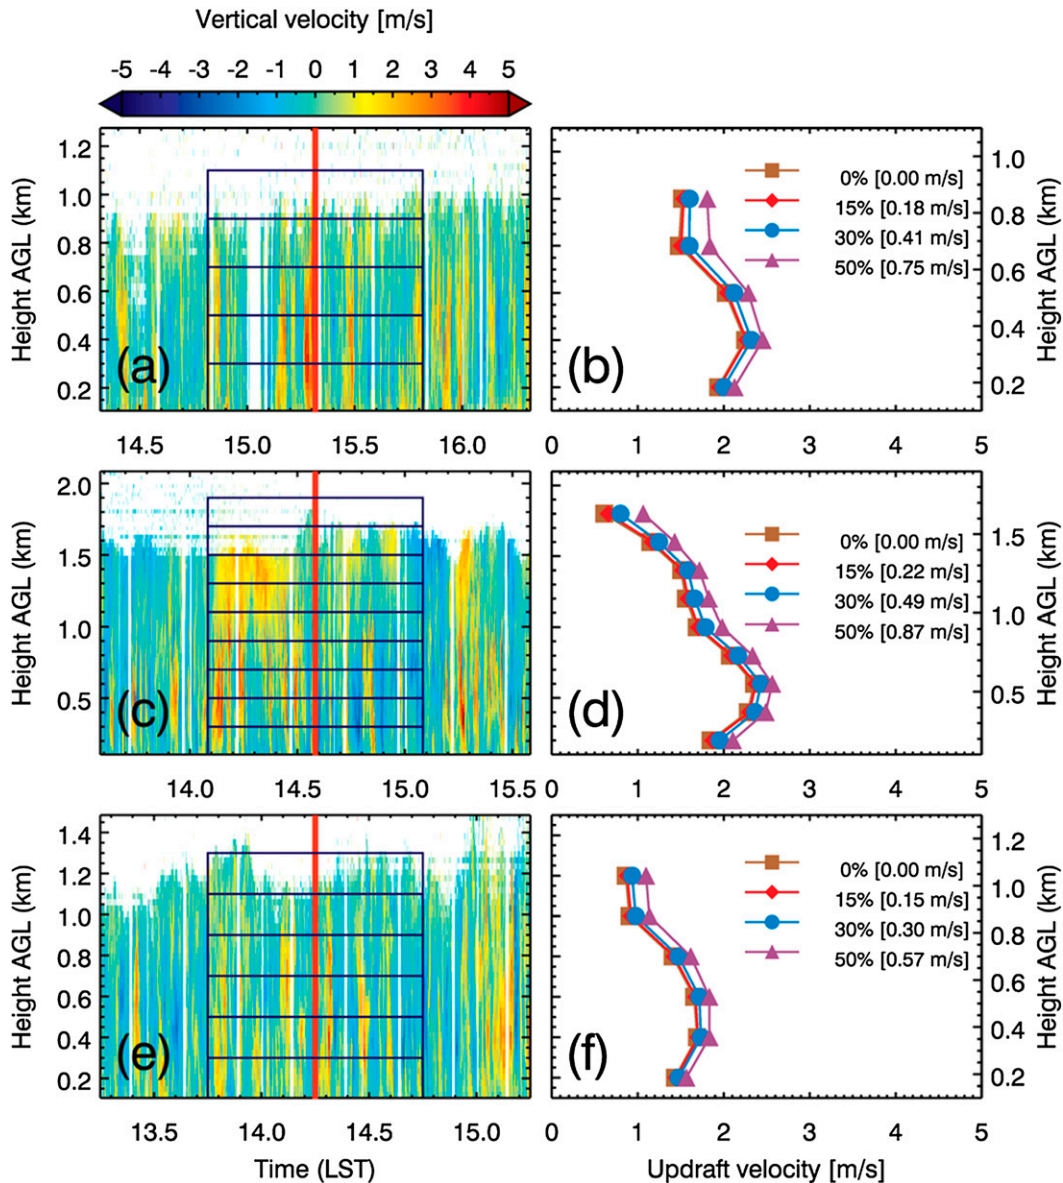 Vertical velocity [m/s]
-5 -4 -3 -2 -1 0 1 2 3 4 5
Height AGL (km)
1.2
1.0
0.8
0.6
0.4
0.2
(a)
14.5 15.0 15.5 16.0
0% [0.00 m/s]
15% [0.18 m/s]
30% [0.41 m/s]
50% [0.75 m/s]
(b)
1.0
0.8
0.6
0.4
0.2
Height AGL (km)
0 1 2 3 4 5
Height AGL (km)
2.0
1.5
1.0
0.5
(c)
14.0 14.5 15.0 15.5
0% [0.00 m/s]
15% [0.22 m/s]
30% [0.49 m/s]
50% [0.87 m/s]
(d)
1.5
1.0
0.5
Height AGL (km)
0 1 2 3 4 5
Height AGL (km)
1.4
1.2
1.0
0.8
0.6
0.4
0.2
(e)
13.5 14.0 14.5 15.0
Time (LST)
0% [0.00 m/s]
15% [0.15 m/s]
30% [0.30 m/s]
50% [0.57 m/s]
(f)
1.2
1.0
0.8
0.6
0.4
0.2
Height AGL (km)
0 1 2 3 4 5
Updraft velocity [m/s]